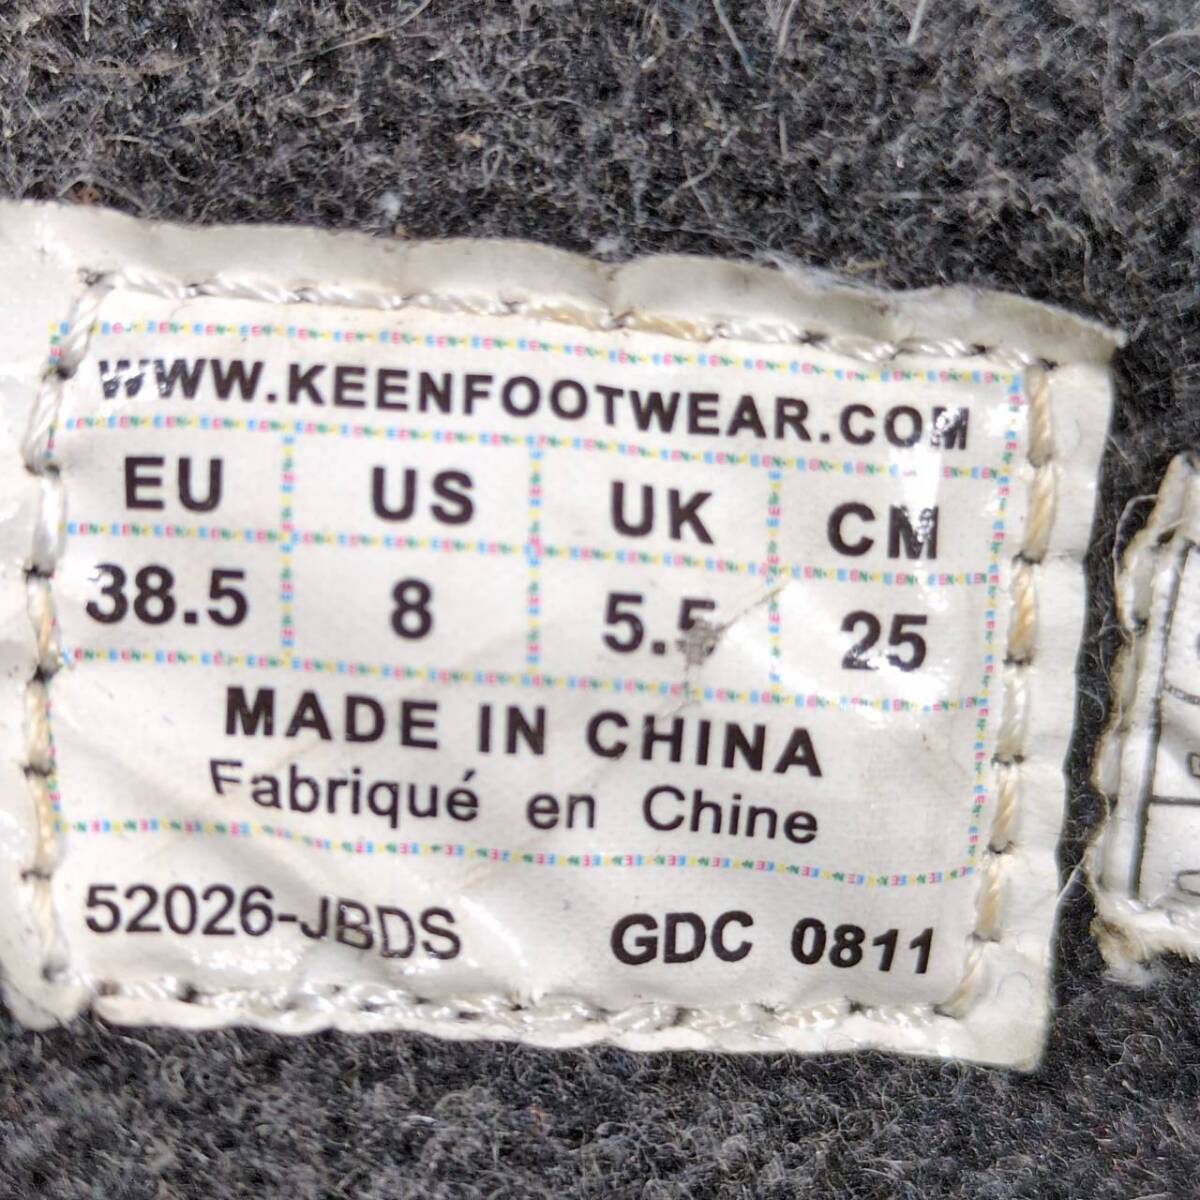 WWW.KEENFOOTWEAR.COM
EU US UK CM
38.5 8 5.5 25
MADE IN CHINA
Fabriqué en Chine
52026-JBDS GDC 0811